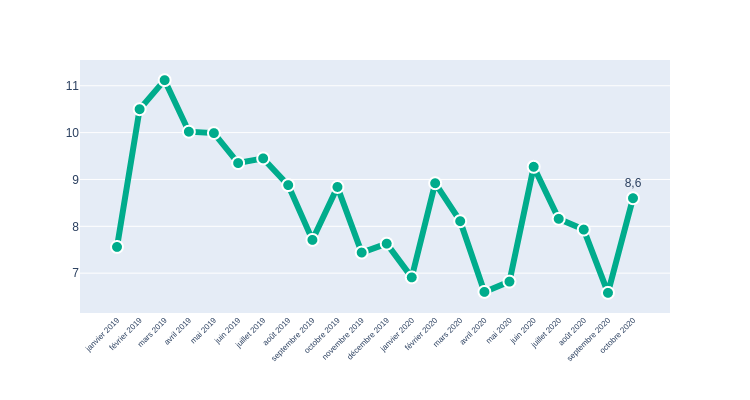 11
10
9
8
7
8,6
janvier 2019
février 2019
mars 2019
avril 2019
mai 2019
juin 2019
juillet 2019
août 2019
septembre 2019
octobre 2019
novembre 2019
décembre 2019
janvier 2020
février 2020
mars 2020
avril 2020
mai 2020
juin 2020
juillet 2020
août 2020
septembre 2020
octobre 2020